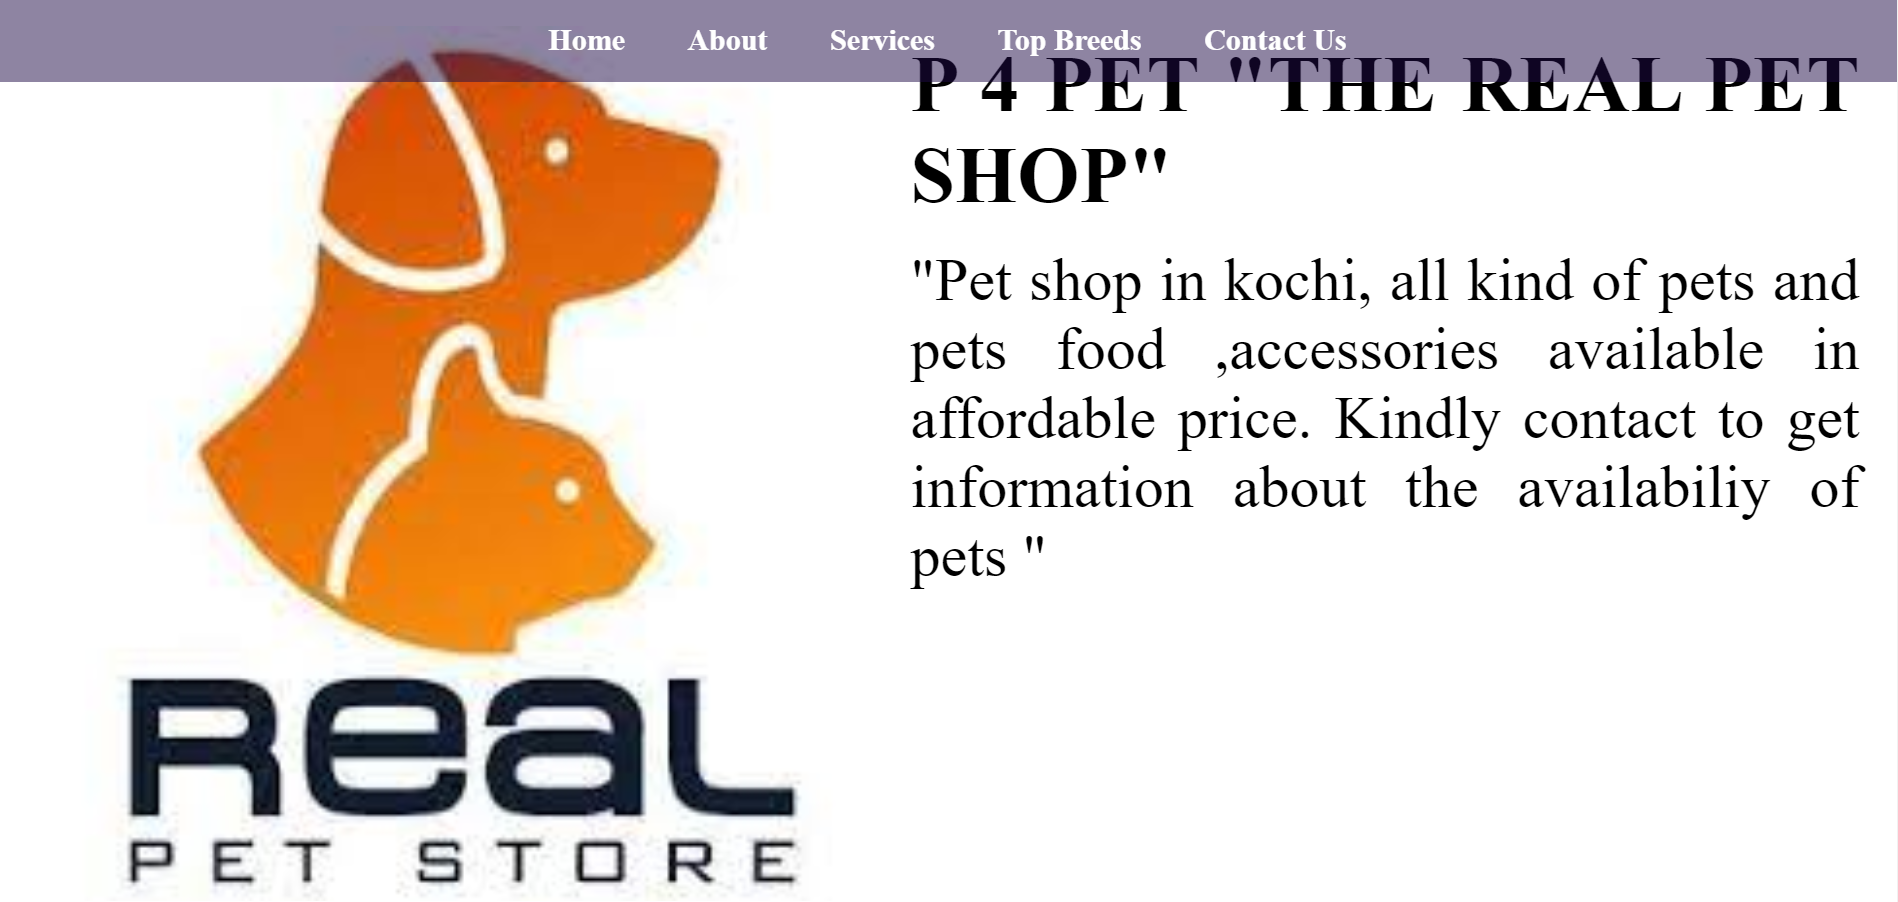 Home About Services Top Breeds Contact Us
P 4 PET "THE REAL PET
SHOP"
"Pet shop in kochi, all kind of pets and
pets food ,accessories available in
affordable price. Kindly contact to get
information about the availabiliy of
pets "
Real
PET STORE